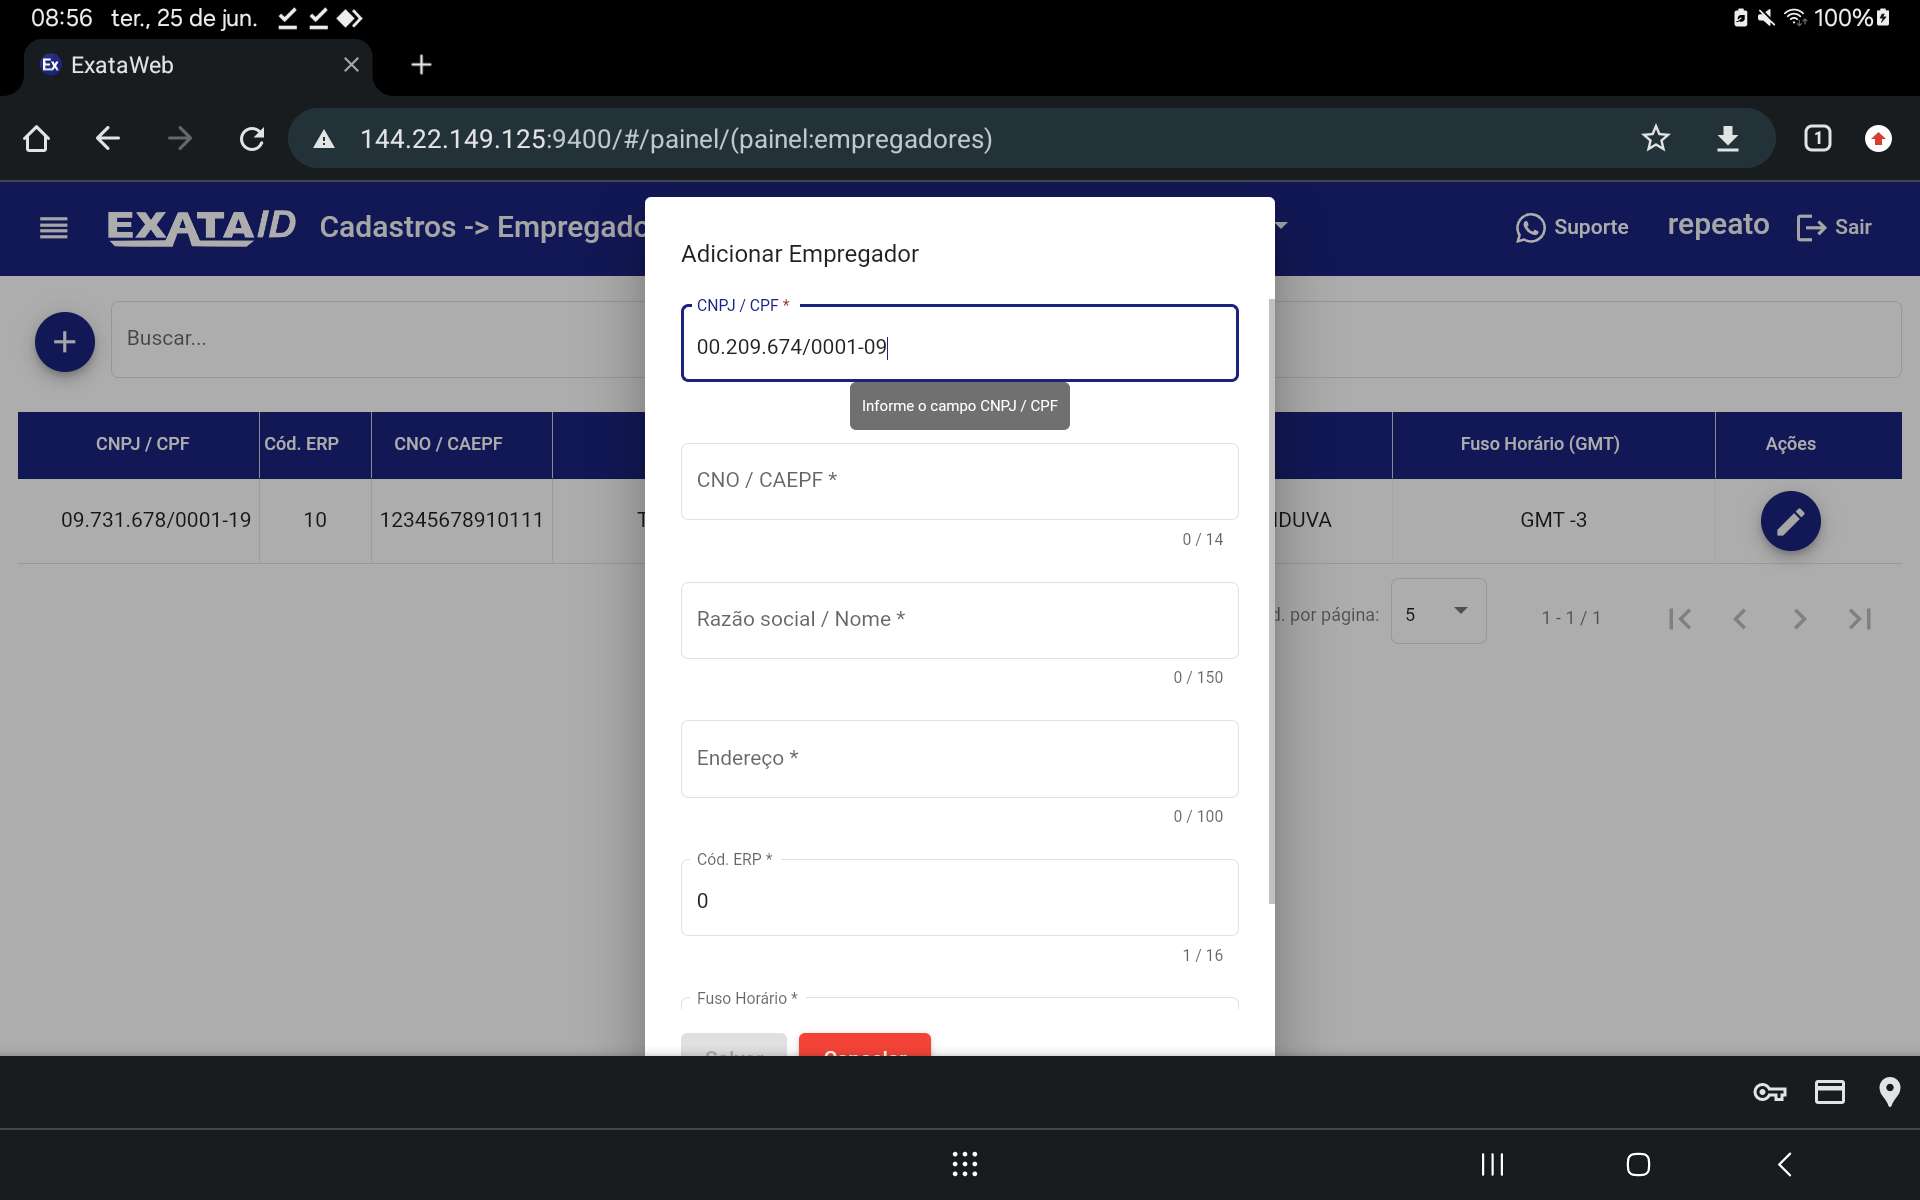 08:56 ter., 25 de jun. 100%
Ex ExataWeb
144.22.149.125:9400/#/painel/(painel:empregadores) 1
EXATAID Cadastros -> Empregado Suporte repeato Sair
Adicionar Empregador
CNPJ / CPF *
00.209.674/0001-09
Informe o campo CNPJ / CPF
CNO / CAEPF *
0 / 14
Razão social / Nome *
0 / 150
Endereço *
0 / 100
Cód. ERP *
0
1 / 16
Fuso Horário *
Salvar Cancelar
Buscar...
CNPJ / CPF Cód. ERP CNO / CAEPF Fuso Horário (GMT) Ações
09.731.678/0001-19 10 12345678910111 T IDUVA GMT -3
d. por página: 5 1 - 1 / 1